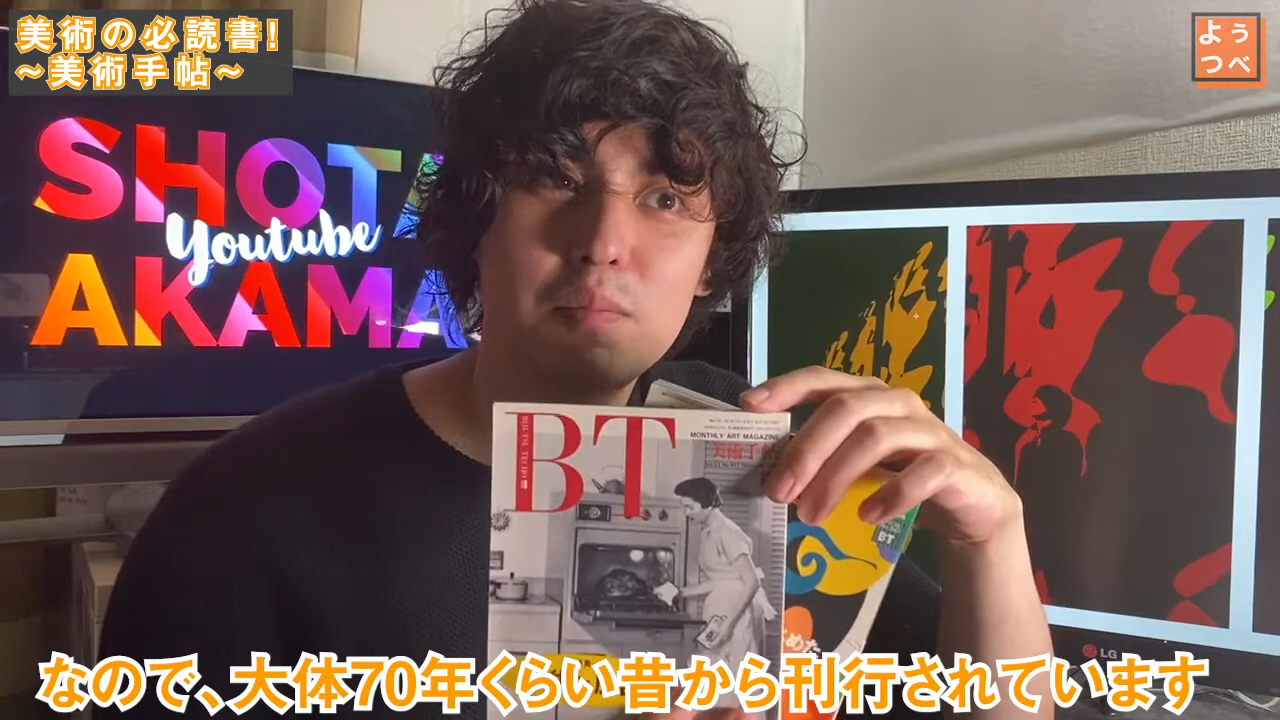 美術の必読書!
~美術手帖~
ようつべ
SHOTA
Youtube
AKAMA
BT
MONTHLY ART MAGAZINE
美術手帖
BT
LG
なので、大体70年くらい昔から刊行されています